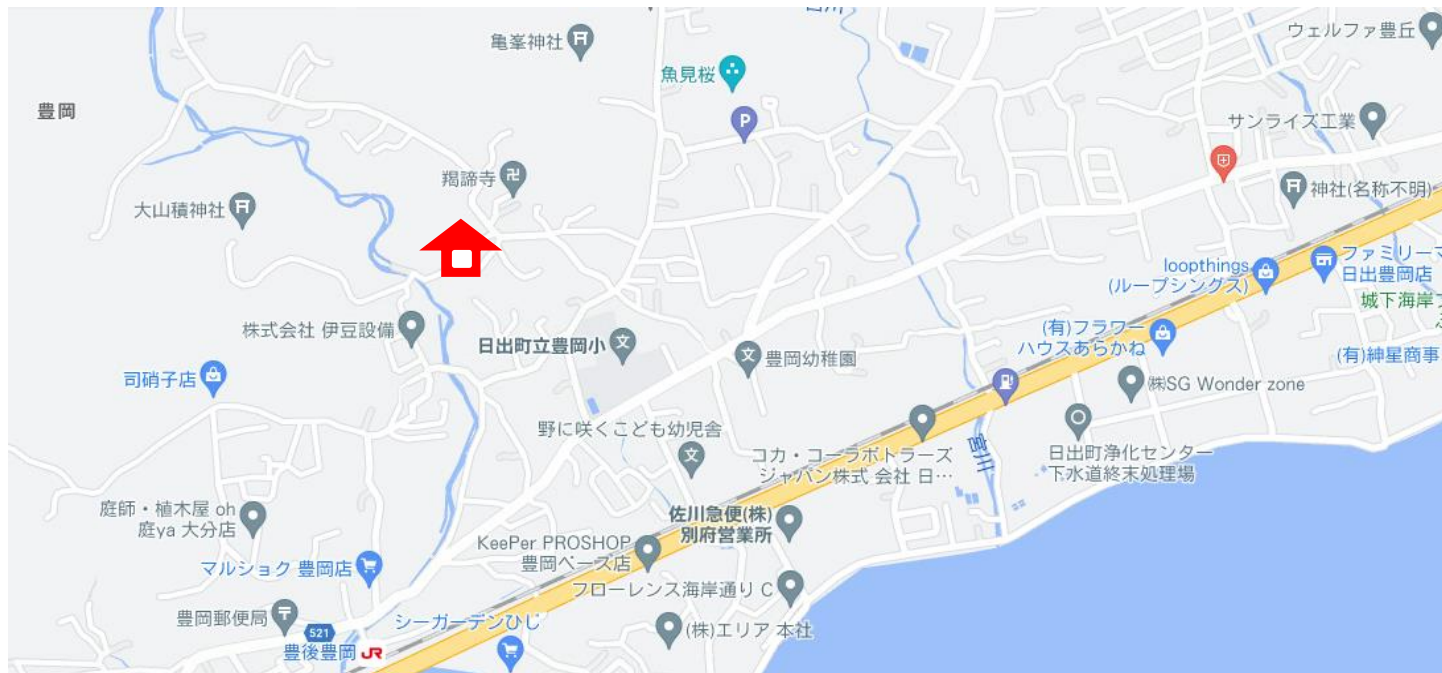 亀峯神社
ウェルファ豊丘
魚見桜
豊岡
P
サンライズ工業
羯諦寺
大山積神社
神社(名称不明)
loopthings
(ループシングス)
ファミリーマ
日出豊岡店
城下海岸
株式会社 伊豆設備
日出町立豊岡小
文
文
豊岡幼稚園
(有)フラワー
ハウスあらかね
(有)紳星商事
司硝子店
㈱SG Wonder zone
野に咲くこども幼児舎
文
コカ・コーラボトラーズ
ジャパン株式 会社 日…
宮川
日出町浄化センター
下水道終末処理場
庭師・植木屋 oh
庭ya 大分店
佐川急便(株)
別府営業所
KeePer PROSHOP
豊岡ベース店
マルショク 豊岡店
フローレンス海岸通り C
豊岡郵便局
521
シーガーデンひじ
(株)エリア 本社
豊後豊岡 JR